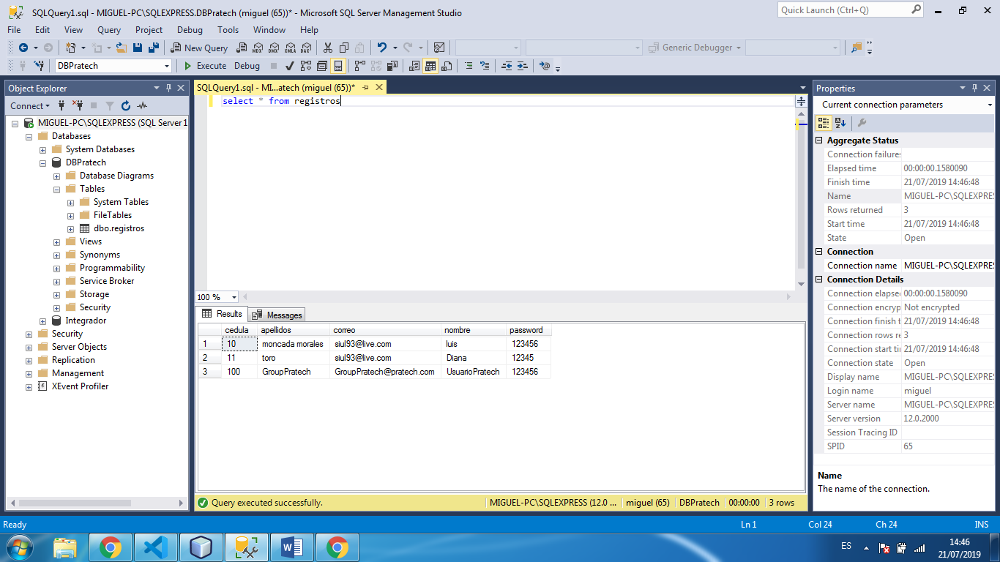 SQLQuery1.sql - MIGUEL-PC\SQLEXPRESS.DBPratech (miguel (65))* - Microsoft SQL Server Management Studio
Quick Launch (Ctrl+Q)
File Edit View Query Project Debug Tools Window Help
New Query MDX DMX XMLA DAX Generic Debugger
DBPratech Execute Debug
Object Explorer
Connect
MIGUEL-PC\SQLEXPRESS (SQL Server 1
Databases
System Databases
DBPratech
Database Diagrams
Tables
System Tables
FileTables
dbo.registros
Views
Synonyms
Programmability
Service Broker
Storage
Security
Integrador
Security
Server Objects
Replication
Management
XEvent Profiler
SQLQuery1.sql - MI...atech (miguel (65))*
select * from registros
100 %
Results Messages
cedula apellidos correo nombre password
1 10 moncada morales siul93@live.com luis 123456
2 11 toro siul93@live.com Diana 12345
3 100 GroupPratech GroupPratech@pratech.com UsuarioPratech 123456
Query executed successfully. MIGUEL-PC\SQLEXPRESS (12.0 ... miguel (65) DBPratech 00:00:00 3 rows
Properties
Current connection parameters
Aggregate Status
Connection failures
Elapsed time 00:00:00.1580090
Finish time 21/07/2019 14:46:48
Name MIGUEL-PC\SQLEXPRES
Rows returned 3
Start time 21/07/2019 14:46:48
State Open
Connection
Connection name MIGUEL-PC\SQLEXPRES
Connection Details
Connection elapse 00:00:00.1580090
Connection encryp Not encrypted
Connection finish t 21/07/2019 14:46:48
Connection rows re 3
Connection start ti 21/07/2019 14:46:48
Connection state Open
Display name MIGUEL-PC\SQLEXPRES
Login name miguel
Server name MIGUEL-PC\SQLEXPRES
Server version 12.0.2000
Session Tracing ID
SPID 65
Name
The name of the connection.
Ready Ln 1 Col 24 Ch 24 INS
ES 14:46
21/07/2019